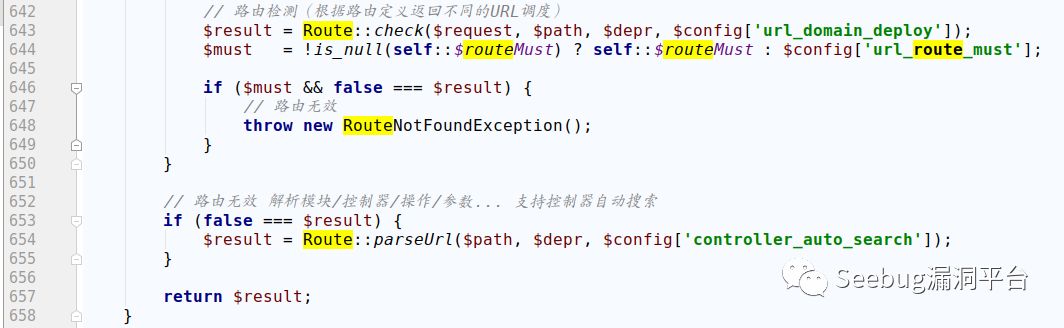 642 // 路由检测（根据路由定义返回不同的URL调度）
643 $result = Route::check($request, $path, $depr, $config['url_domain_deploy']);
644 $must   = !is_null(self::$routeMust) ? self::$routeMust : $config['url_route_must'];
645
646 if ($must && false === $result) {
647 // 路由无效
648 throw new RouteNotFoundException();
649 }
650 }
651
652 // 路由无效 解析模块/控制器/操作/参数... 支持控制器自动搜索
653 if (false === $result) {
654 $result = Route::parseUrl($path, $depr, $config['controller_auto_search']);
655 }
656
657 return $result;
658 }
Seebug漏洞平台